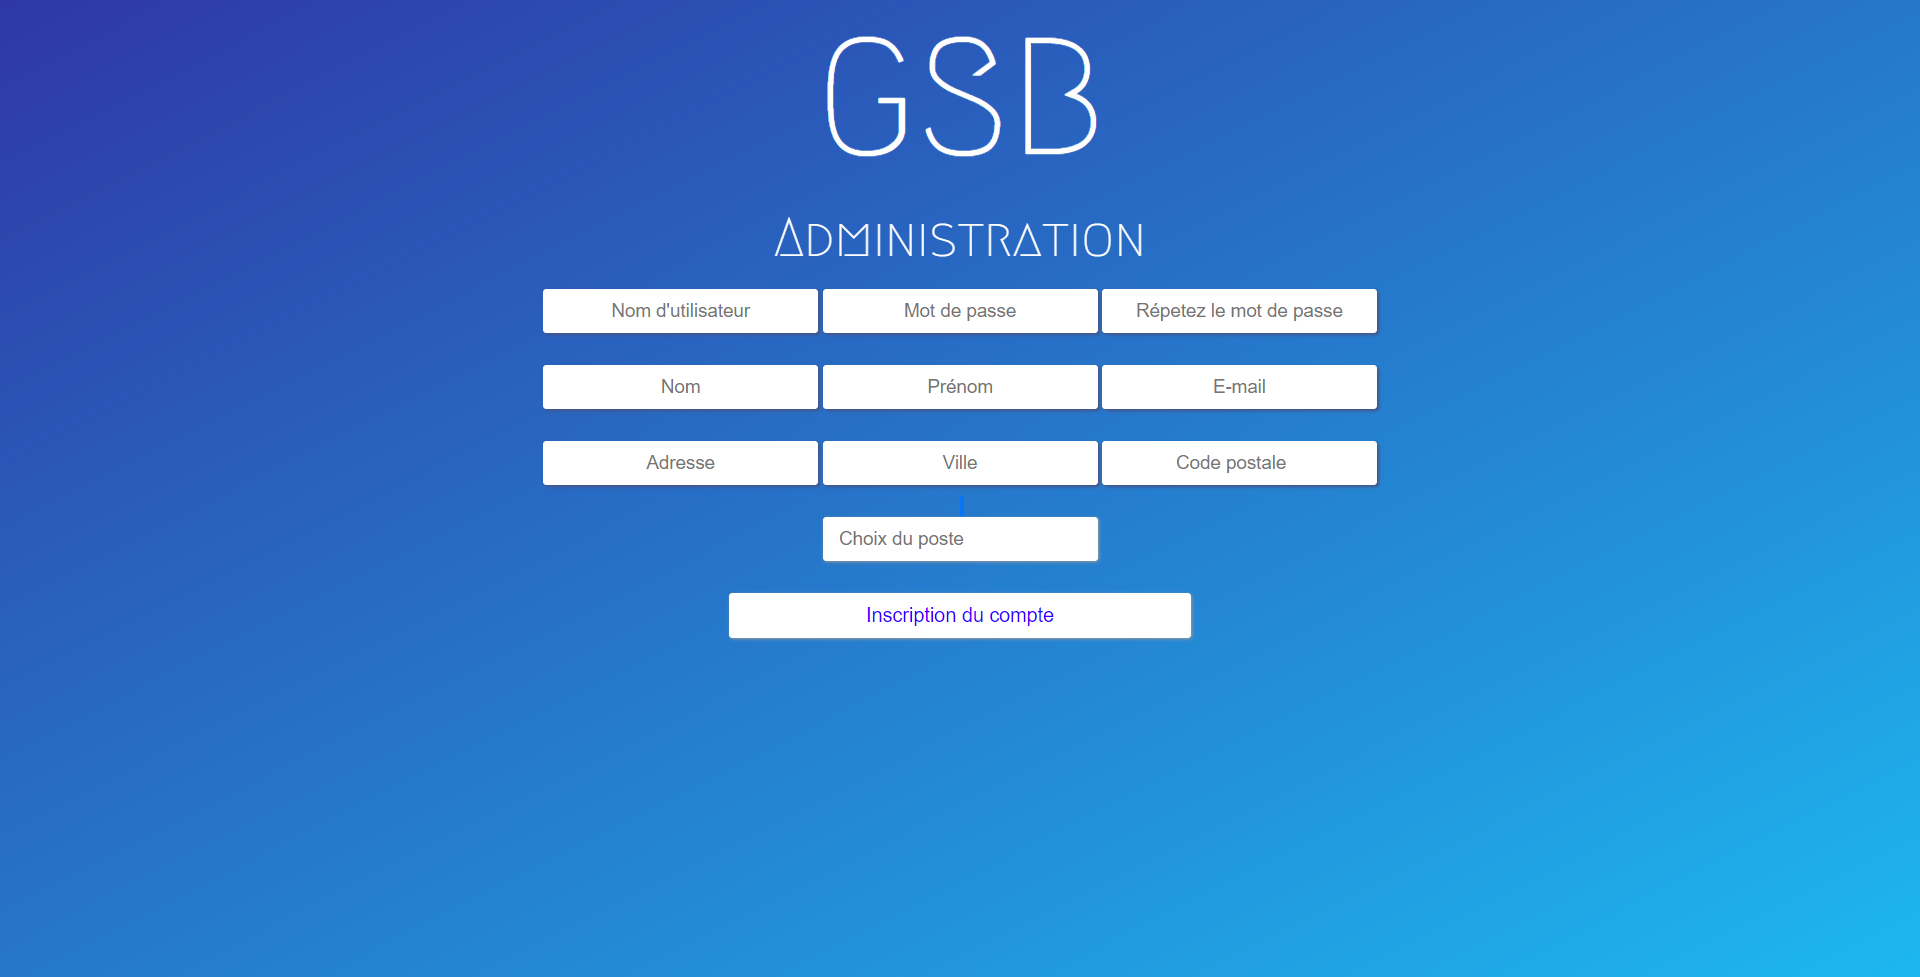 GSB
Administration
Nom d'utilisateur Mot de passe Répetez le mot de passe
Nom Prénom E-mail
Adresse Ville Code postale
Choix du poste
Inscription du compte